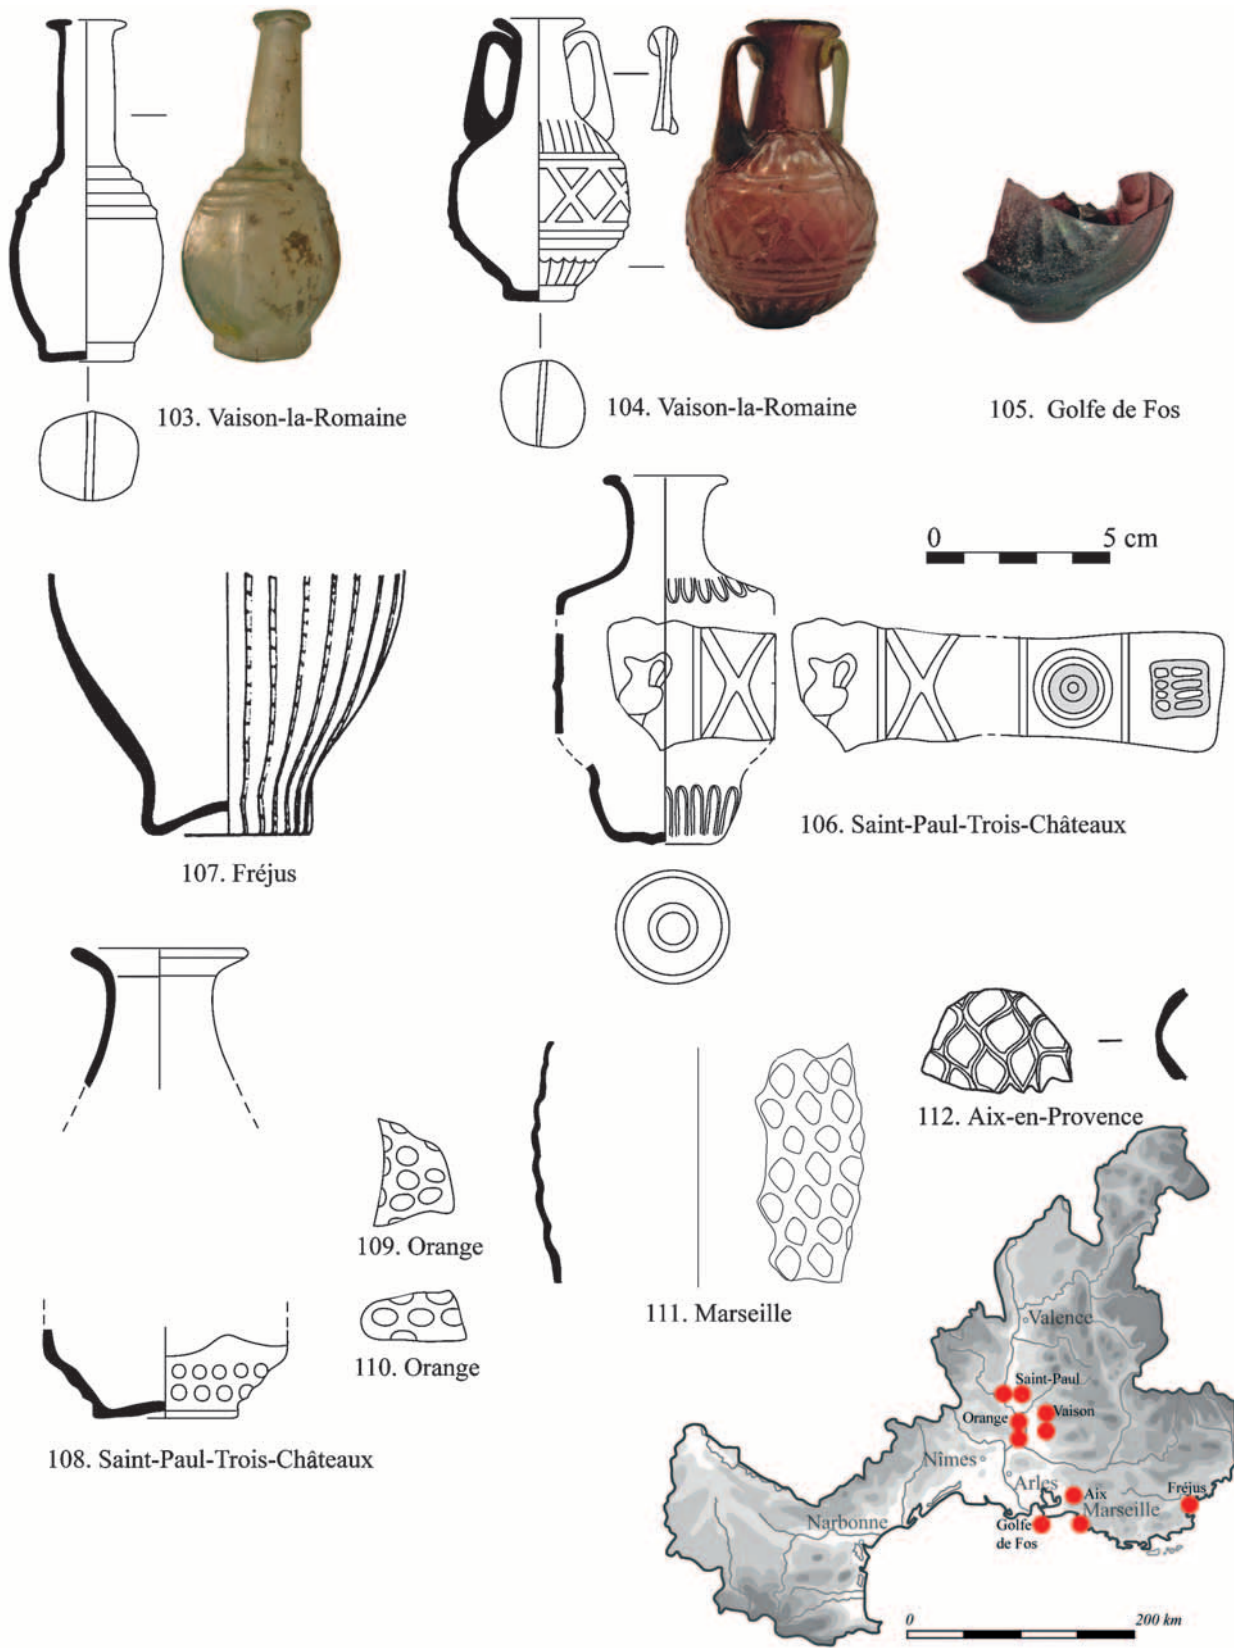 103. Vaison-la-Romaine
104. Vaison-la-Romaine
105. Golfe de Fos
0 5 cm
106. Saint-Paul-Trois-Châteaux
107. Fréjus
112. Aix-en-Provence
109. Orange
111. Marseille
110. Orange
108. Saint-Paul-Trois-Châteaux
Valence
Saint-Paul
Orange
Vaison
Nîmes
Arles
Aix
Fréjus
Marseille
Narbonne
Golfe
de Fos
0 200 km